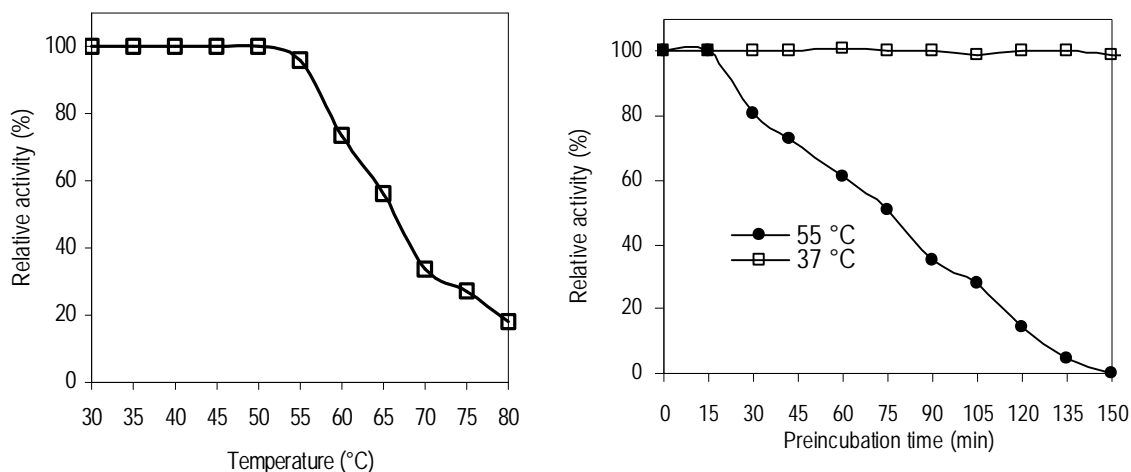 100
80
60
40
20
0
Relative activity (%)
30 35 40 45 50 55 60 65 70 75 80
Temperature (°C)
100
80
60
40
20
0
Relative activity (%)
55 °C
37 °C
0 15 30 45 60 75 90 105 120 135 150
Preincubation time (min)